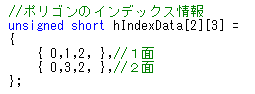 //ポリゴンのインデックス情報
unsigned short hIndexData[2][3] =
{
    { 0,1,2, },//１面
    { 0,3,2, },//２面
};